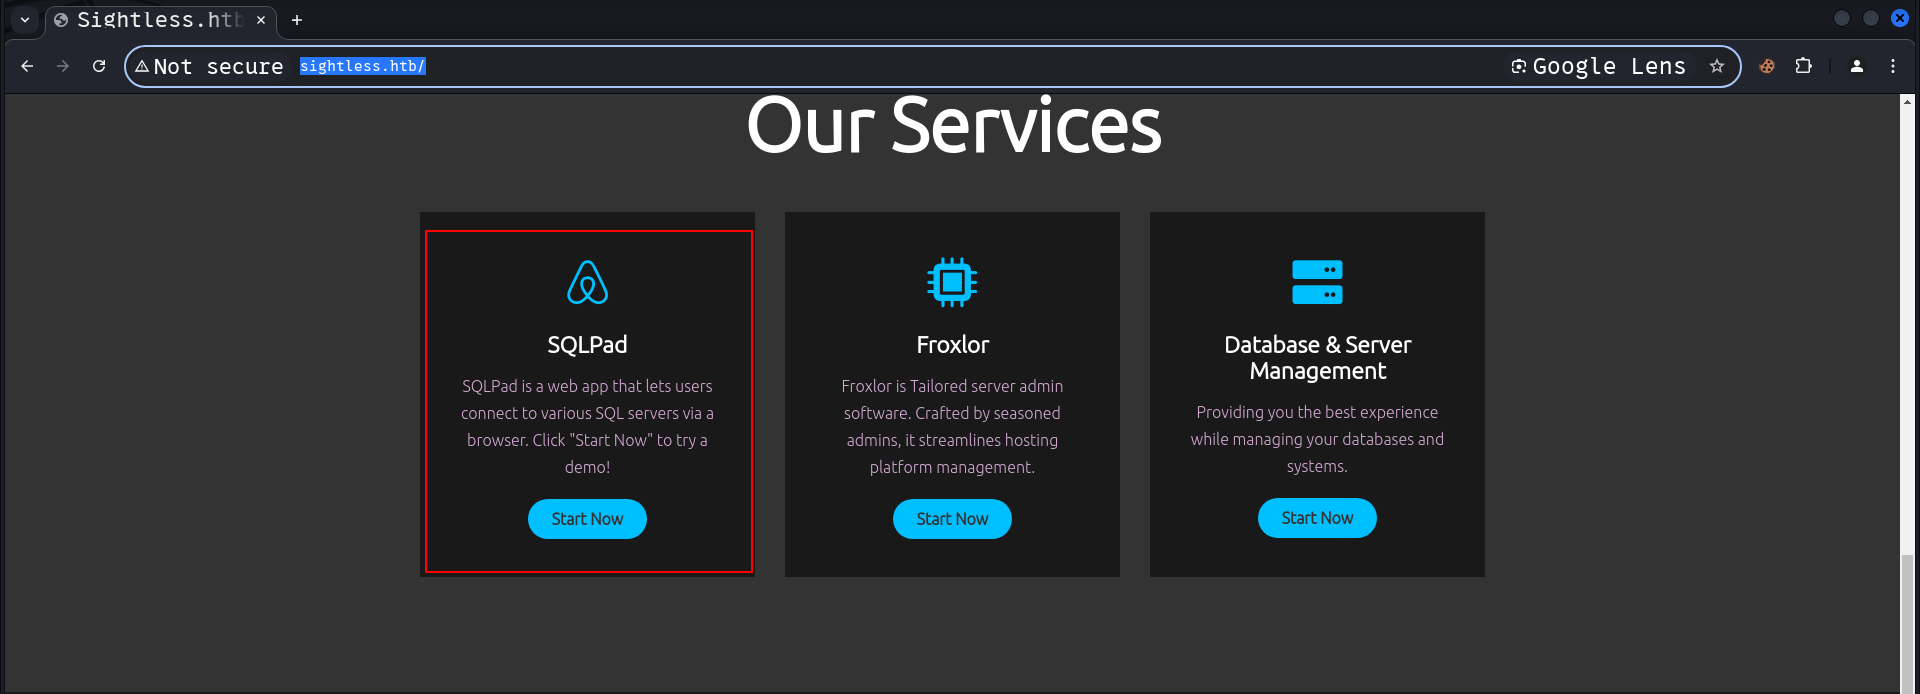 Sightless.htb
Not secure sightless.htb/ Google Lens
Our Services
SQLPad
SQLPad is a web app that lets users
connect to various SQL servers via a
browser. Click "Start Now" to try a
demo!
Start Now
Froxlor
Froxlor is Tailored server admin
software. Crafted by seasoned
admins, it streamlines hosting
platform management.
Start Now
Database & Server
Management
Providing you the best experience
while managing your databases and
systems.
Start Now